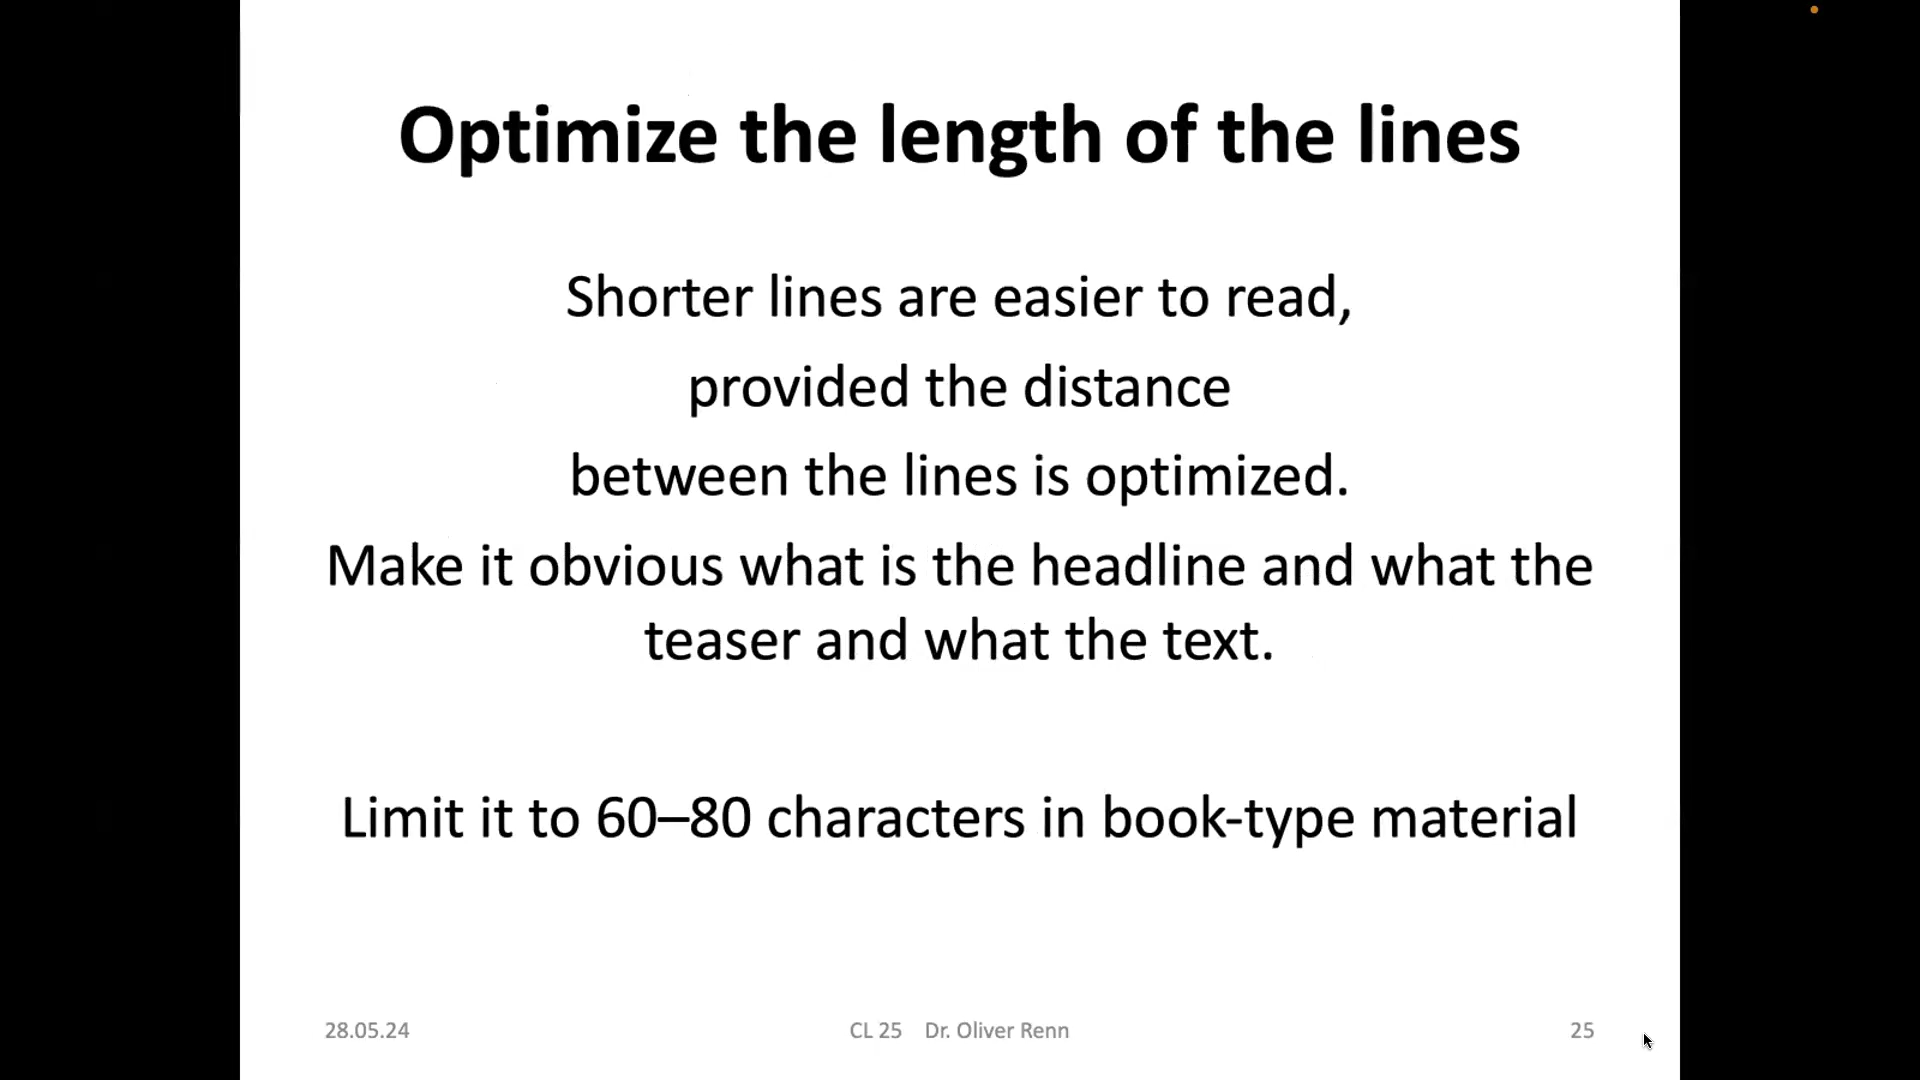 Optimize the length of the lines
Shorter lines are easier to read,
provided the distance
between the lines is optimized.
Make it obvious what is the headline and what the
teaser and what the text.
Limit it to 60–80 characters in book-type material
28.05.24
CL 25 Dr. Oliver Renn
25